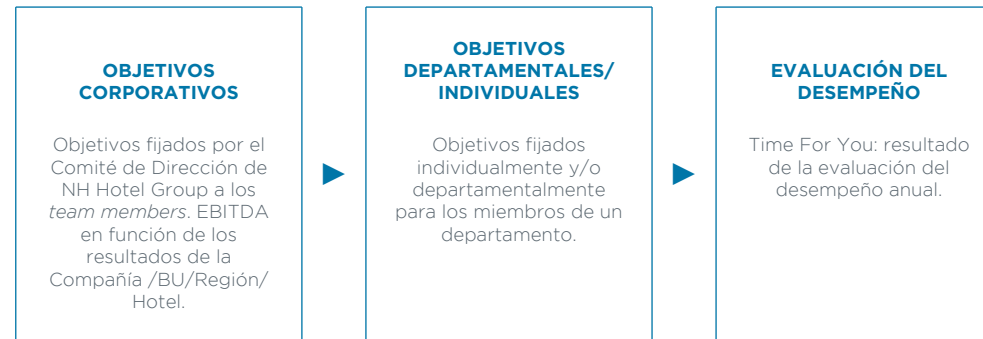 OBJETIVOS
CORPORATIVOS
Objetivos fijados por el
Comité de Dirección de
NH Hotel Group a los
team members. EBITDA
en función de los
resultados de la
Compañía /BU/Región/
Hotel.
OBJETIVOS
DEPARTAMENTALES/
INDIVIDUALES
Objetivos fijados
individualmente y/o
departamentalmente
para los miembros de un
departamento.
EVALUACIÓN DEL
DESEMPEÑO
Time For You: resultado
de la evaluación del
desempeño anual.